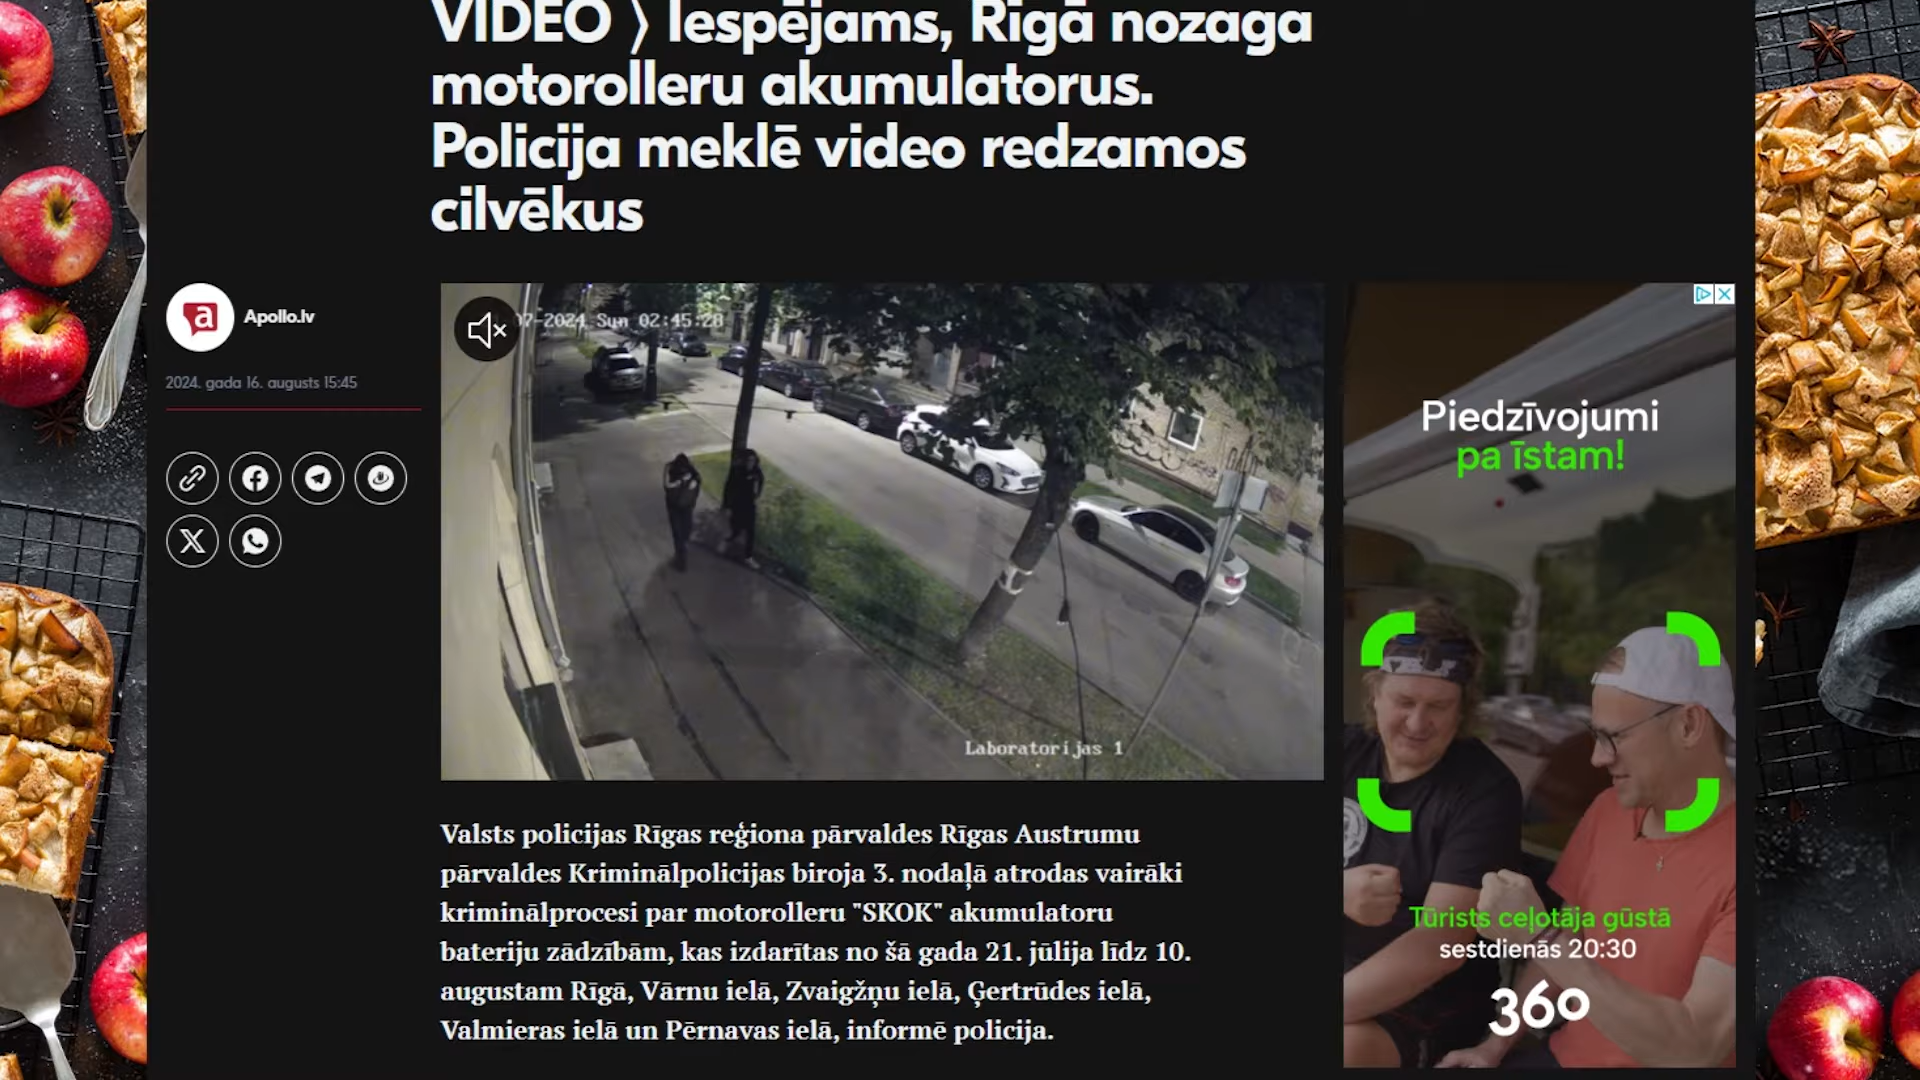 VIDEO 〉 Iespējams, Rīgā nozaga
motorolleru akumulatorus.
Policija meklē video redzamos
cilvēkus
a
Apollo.lv
2024. gada 16. augusts 15:45
07-2024 Sun 02:45:28
Laboratorijas 1
Valsts policijas Rīgas reģiona pārvaldes Rīgas Austrumu
pārvaldes Kriminālpolicijas biroja 3. nodaļā atrodas vairāki
kriminālprocesi par motorolleru "SKOK" akumulatoru
bateriju zādzībām, kas izdarītas no šā gada 21. jūlija līdz 10.
augustam Rīgā, Vārnu ielā, Zvaigžņu ielā, Ģertrūdes ielā,
Valmieras ielā un Pērnavas ielā, informē policija.
Piedzīvojumi
pa īstam!
Tūrists ceļotāja gūstā
sestdienās 20:30
360